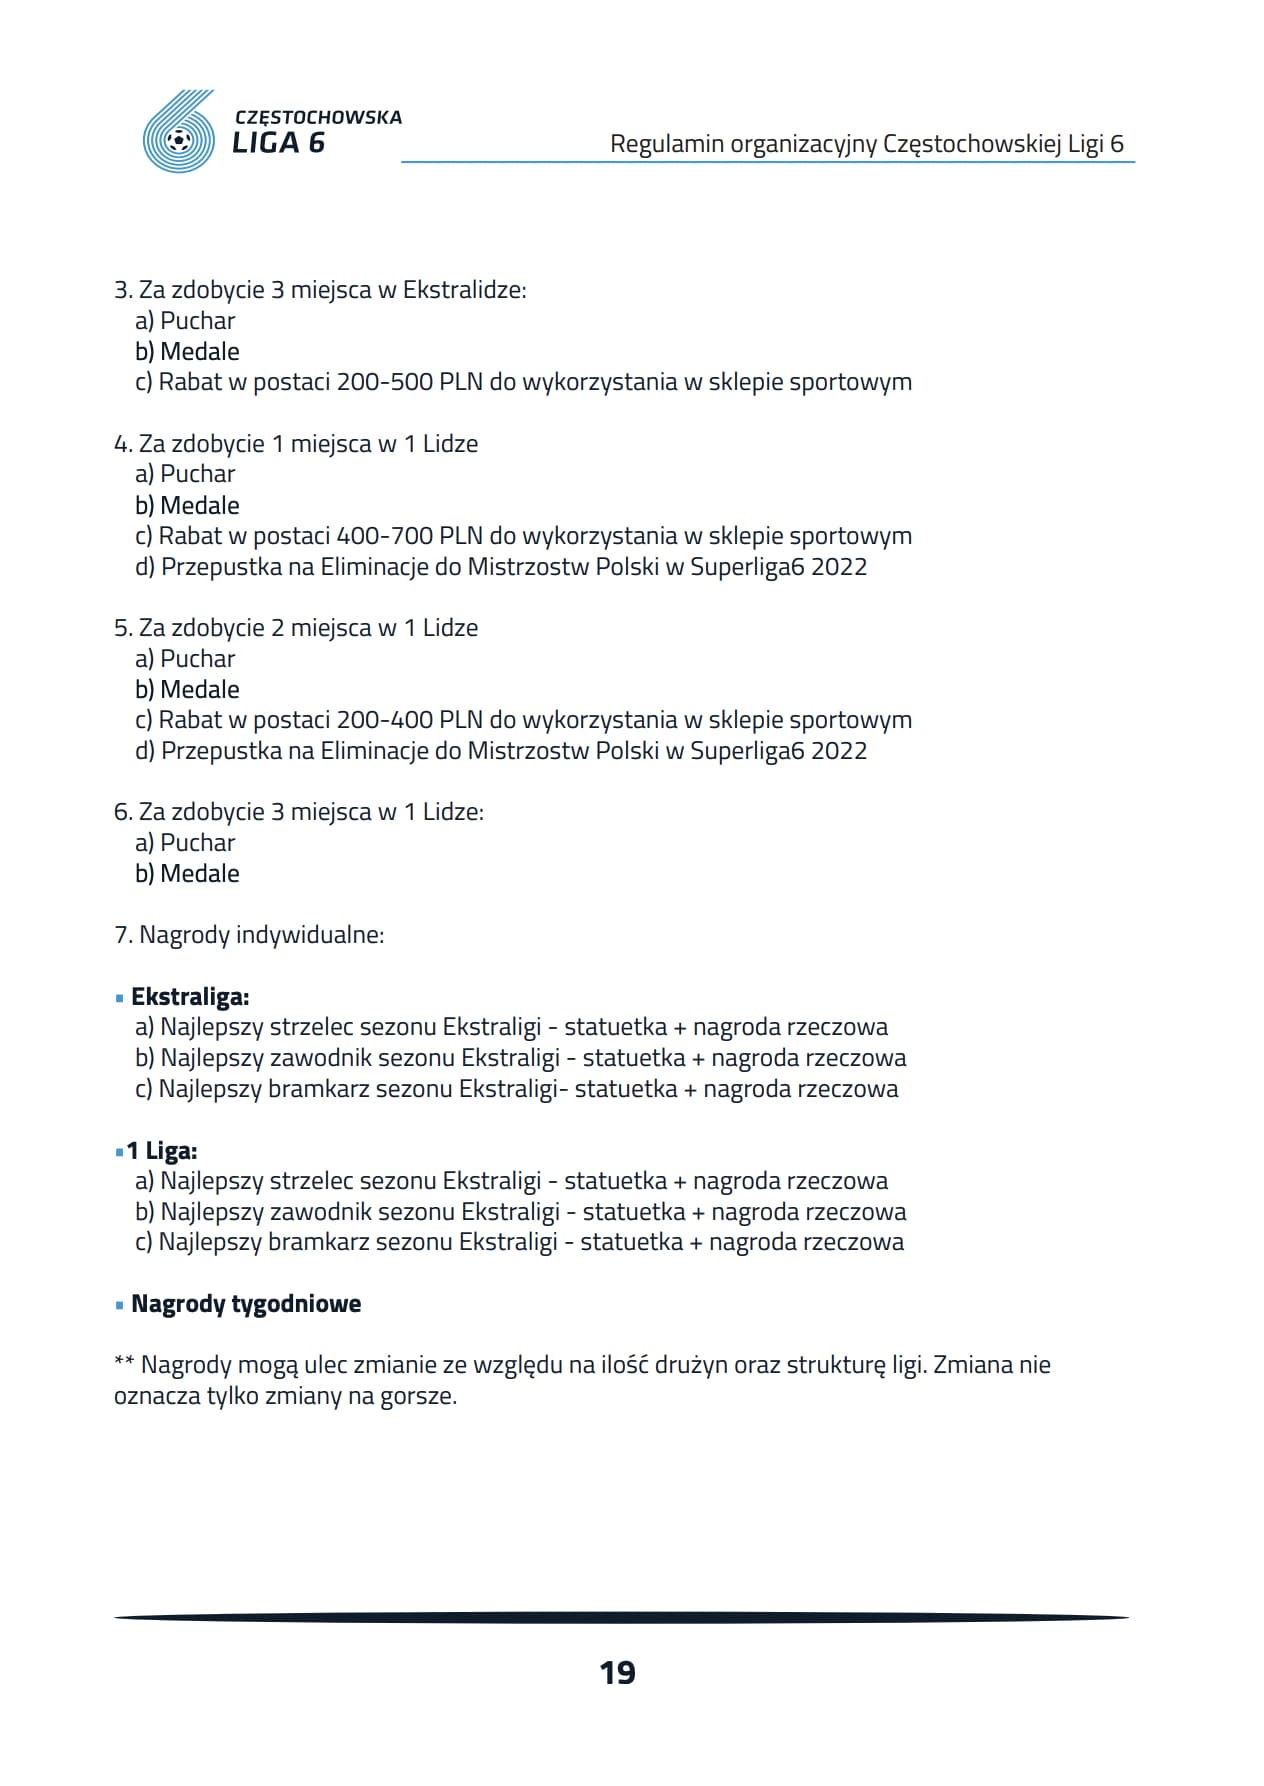 CZĘSTOCHOWSKA
LIGA 6
Regulamin organizacyjny Częstochowskiej Ligi 6
3. Za zdobycie 3 miejsca w Ekstralidze:
a) Puchar
b) Medale
c) Rabat w postaci 200-500 PLN do wykorzystania w sklepie sportowym
4. Za zdobycie 1 miejsca w 1 Lidze
a) Puchar
b) Medale
c) Rabat w postaci 400-700 PLN do wykorzystania w sklepie sportowym
d) Przepustka na Eliminacje do Mistrzostw Polski w Superliga6 2022
5. Za zdobycie 2 miejsca w 1 Lidze
a) Puchar
b) Medale
c) Rabat w postaci 200-400 PLN do wykorzystania w sklepie sportowym
d) Przepustka na Eliminacje do Mistrzostw Polski w Superliga6 2022
6. Za zdobycie 3 miejsca w 1 Lidze:
a) Puchar
b) Medale
7. Nagrody indywidualne:
▪ Ekstraliga:
a) Najlepszy strzelec sezonu Ekstraligi - statuetka + nagroda rzeczowa
b) Najlepszy zawodnik sezonu Ekstraligi - statuetka + nagroda rzeczowa
c) Najlepszy bramkarz sezonu Ekstraligi- statuetka + nagroda rzeczowa
▪1 Liga:
a) Najlepszy strzelec sezonu Ekstraligi - statuetka + nagroda rzeczowa
b) Najlepszy zawodnik sezonu Ekstraligi - statuetka + nagroda rzeczowa
c) Najlepszy bramkarz sezonu Ekstraligi - statuetka + nagroda rzeczowa
▪ Nagrody tygodniowe
** Nagrody mogą ulec zmianie ze względu na ilość drużyn oraz strukturę ligi. Zmiana nie
oznacza tylko zmiany na gorsze.
19